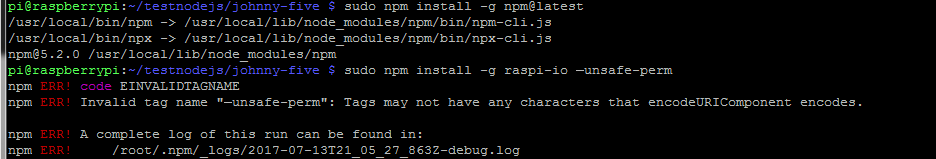 pi@raspberrypi:~/testnodejs/johnny-five $ sudo npm install -g npm@latest
/usr/local/bin/npm -> /usr/local/lib/node_modules/npm/bin/npm-cli.js
/usr/local/bin/npx -> /usr/local/lib/node_modules/npm/bin/npx-cli.js
npm@5.2.0 /usr/local/lib/node_modules/npm
pi@raspberrypi:~/testnodejs/johnny-five $ sudo npm install -g raspi-io —unsafe-perm
npm ERR! code EINVALIDTAGNAME
npm ERR! Invalid tag name "—unsafe-perm": Tags may not have any characters that encodeURIComponent encodes.
npm ERR! A complete log of this run can be found in:
npm ERR!     /root/.npm/_logs/2017-07-13T21_05_27_863Z-debug.log